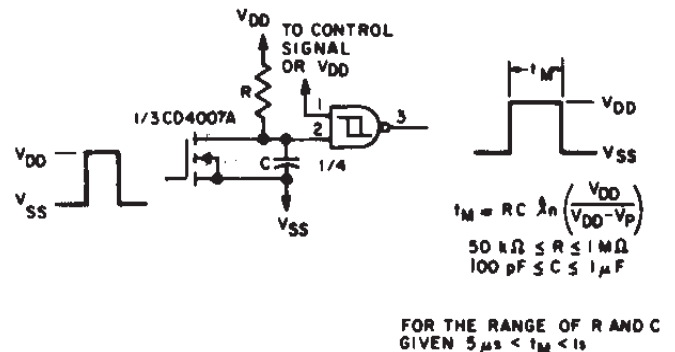 VDD
TO CONTROL
SIGNAL
OR VDD
R
1
2
3
1/3 CD4007A
C
1/4
VSS
VDD
VSS
tM
VDD
VSS
tM = RC ln (VDD / VDD-VP)
50 kΩ ≤ R ≤ 1 MΩ
100 pF ≤ C ≤ 1 μF
FOR THE RANGE OF R AND C
GIVEN 5 μs < tM < 1s